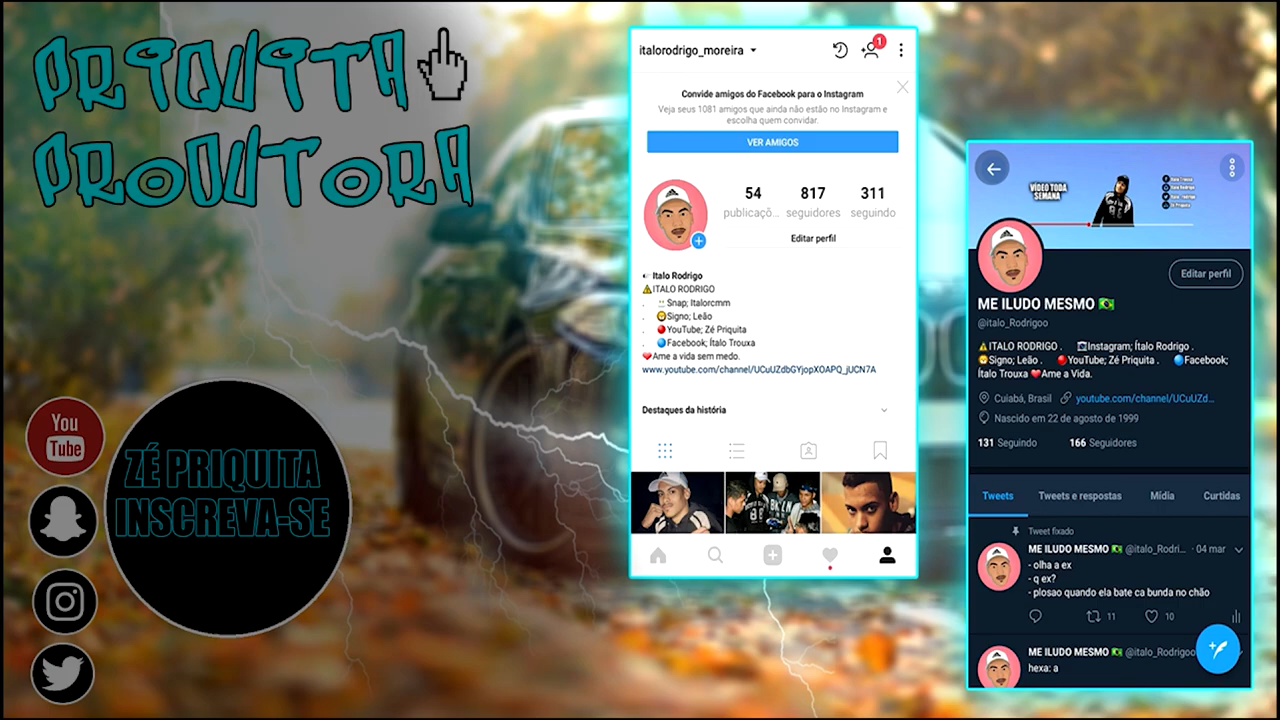 PRIQUITA
PRODUTORA
You
Tube
ZÉ PRIQUITA
INSCREVA-SE
italorodrigo_moreira
1
Convide amigos do Facebook para o Instagram
Veja seus 1081 amigos que ainda não estão no Instagram e
escolha quem convidar.
VER AMIGOS
54 817 311
publicaçõ... seguidores seguindo
Editar perfil
Italo Rodrigo
⚠ITALO RODRIGO
. Snap; Italorcmm
. Signo; Leão
. YouTube; Zé Priquita
. Facebook; Ítalo Trouxa
❤Ame a vida sem medo.
www.youtube.com/channel/UCuUZdbGYjopXOAPQ_jUCN7A
Destaques da história
VÍDEO TODA
SEMANA
Editar perfil
ME ILUDO MESMO 🇧🇷
@italo_Rodrigoo
⚠ITALO RODRIGO . Instagram; Ítalo Rodrigo .
Signo; Leão . 🔴YouTube; Zé Priquita . 🔵Facebook;
Ítalo Trouxa ❤Ame a Vida.
Cuiabá, Brasil youtube.com/channel/UCuUZd...
Nascido em 22 de agosto de 1999
131 Seguindo 166 Seguidores
Tweets Tweets e respostas Mídia Curtidas
Tweet fixado
ME ILUDO MESMO 🇧🇷 @italo_Rodri... · 04 mar
- olha a ex
- q ex?
- plosao quando ela bate ca bunda no chão
11 10
ME ILUDO MESMO 🇧🇷 @italo_Rodrigoo
hexa: a